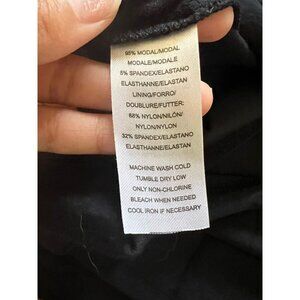 95% MODAL/MODAL
MODALE/MODALE
5% SPANDEX/ELASTANO
ELASTHANNE/ELASTAN
LINING/FORRO/
DOUBLURE/FUTTER:
68% NYLON/NILÓN/
NYLON/NYLON
32% SPANDEX/ELASTANO
ELASTHANNE/ELASTAN
MACHINE WASH COLD
TUMBLE DRY LOW
ONLY NON-CHLORINE
BLEACH WHEN NEEDED
COOL IRON IF NECESSARY